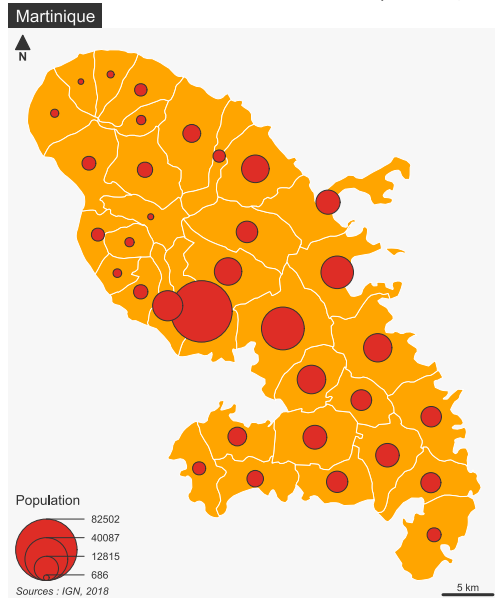 Martinique
N
Population
82502
40087
12815
686
Sources : IGN, 2018
5 km